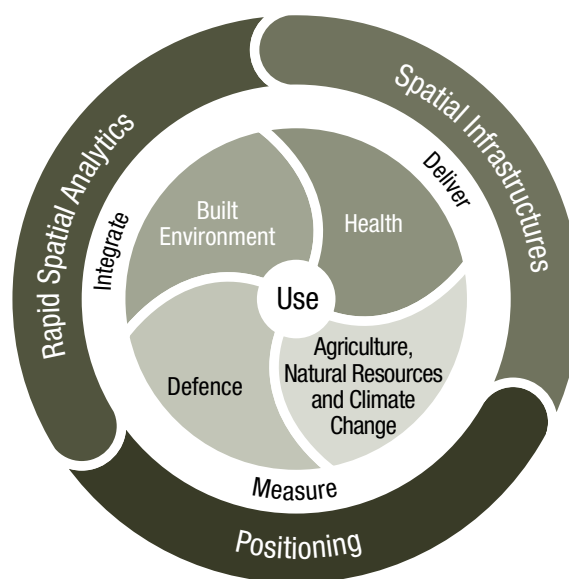 Rapid Spatial Analytics
Spatial Infrastructures
Integrate
Deliver
Built
Environment
Health
Use
Defence
Agriculture,
Natural Resources
and Climate
Change
Measure
Positioning